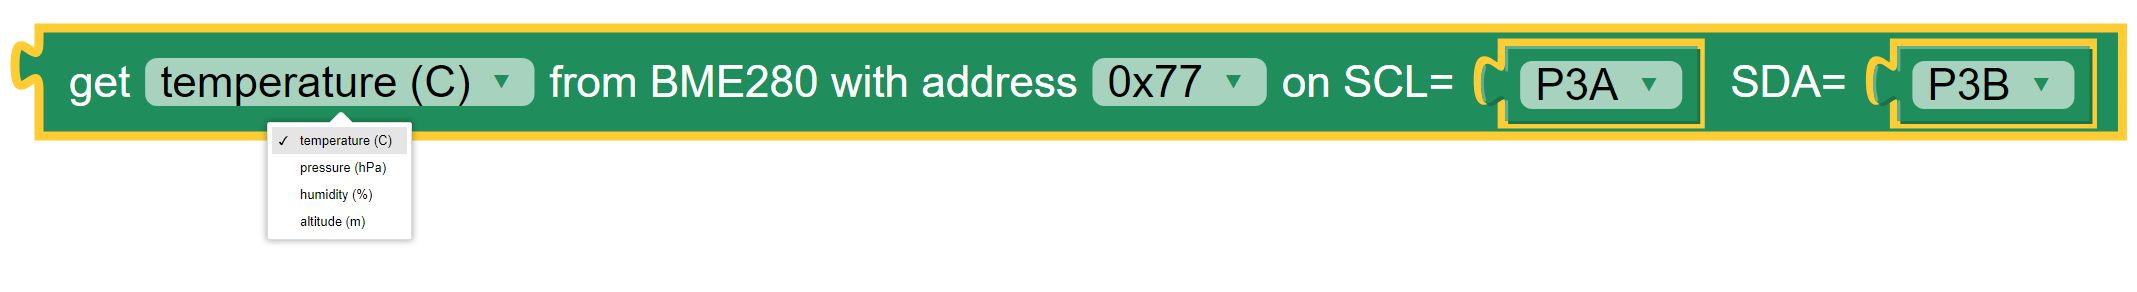 get temperature (C) ▼ from BME280 with address 0x77 ▼ on SCL= P3A ▼ SDA= P3B ▼
✓ temperature (C)
pressure (hPa)
humidity (%)
altitude (m)